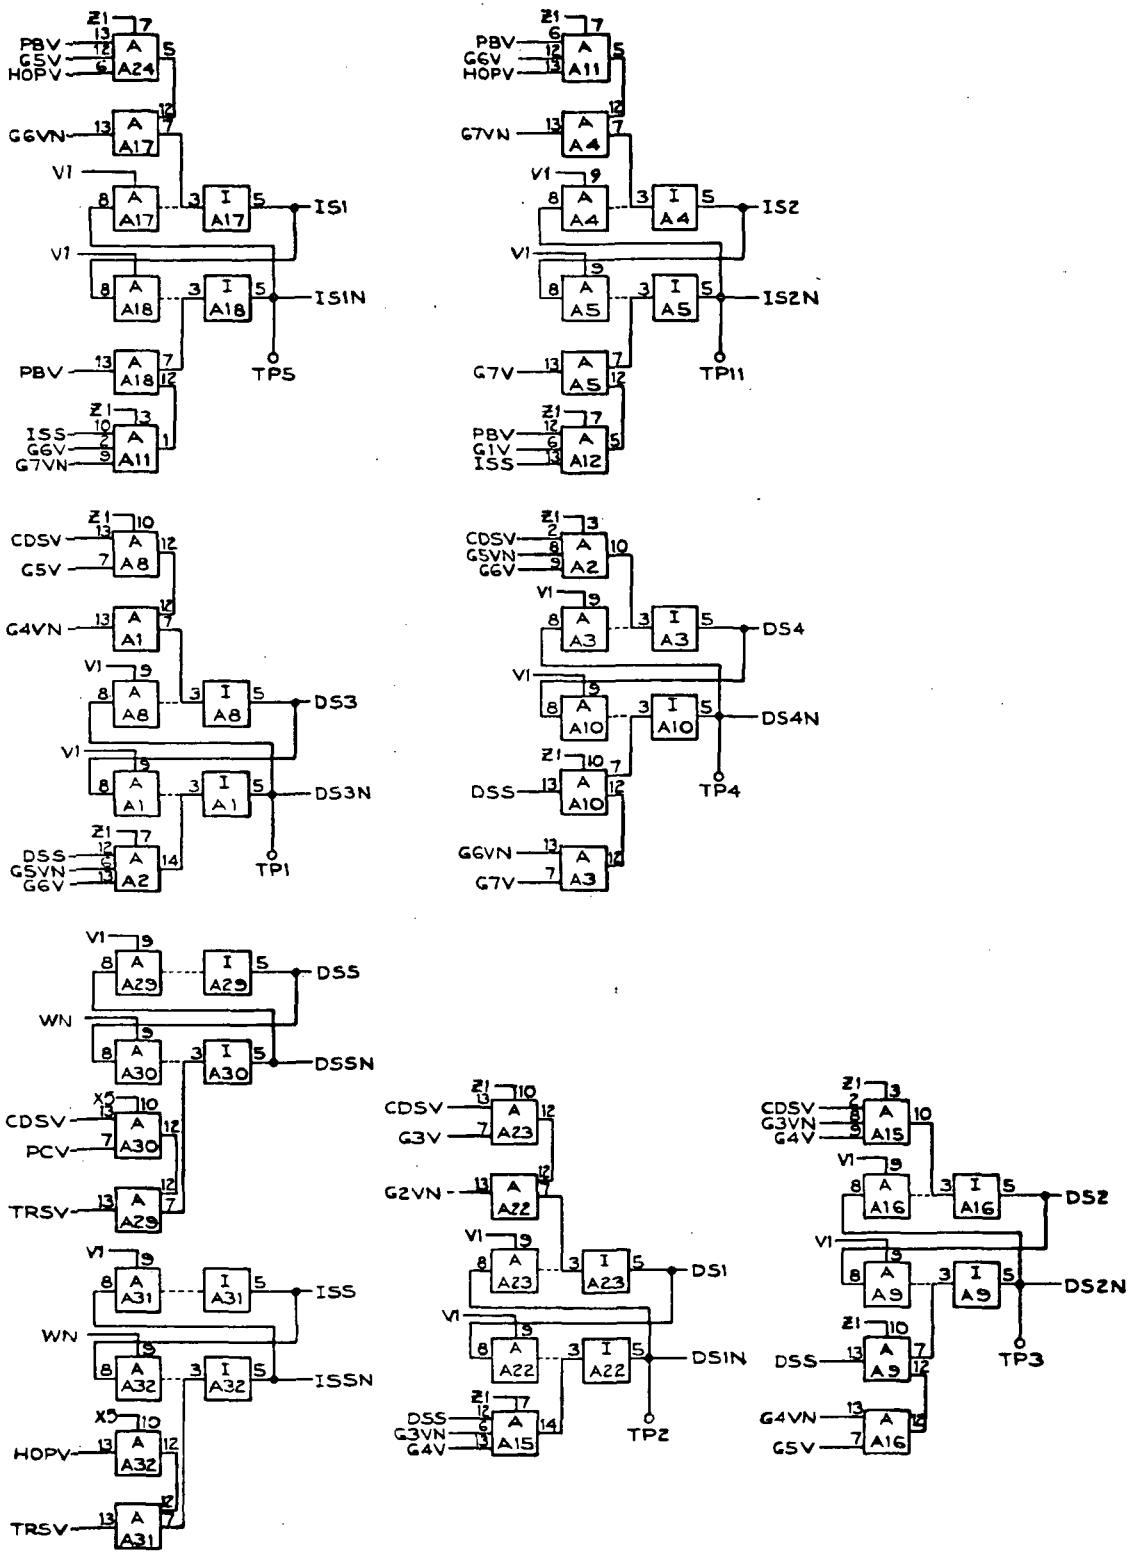 Z1 7
PBV 13
G5V 12 A 5
HOPV 6 A24
12
G6VN 13 A 7
A17
V1
8 A 3 I 5 IS1
A17 A17
V1
8 A 3 I 5 IS1N
A18 A18
PBV 13 A 7
A18 12
TP5
Z1 13
ISS 10 A
G6V 2 A11 1
G7VN 9
Z1 7
PBV 6
G6V 12 A 5
HOPV 13 A11
12
G7VN 13 A 7
A4
V1 9
8 A 3 I 5 IS2
A4 A4
V1 9
8 A 3 I 5 IS2N
A5 A5
G7V 13 A 7
A5 12
TP11
Z1 7
PBV 12 A
G1V 6 A12 5
ISS 13
Z1 10
CDSV 13 A 12
G5V 7 A8
12
G4VN 13 A 7
A1
V1 9
8 A 3 I 5 DS3
A8 A8
V1 9
8 A 3 I 5 DS3N
A1 A1
Z1 7
DSS 12 A
G5VN 6 A2 14
G6V 13
TP1
Z1 3
CDSV 2 A
G5VN 8 A2 10
G6V 9
V1 9
8 A 3 I 5 DS4
A3 A3
V1 9
8 A 3 I 5 DS4N
A10 A10
Z1 10 7
DSS 13 A 12
A10
TP4
G6VN 13 A 12
G7V 7 A3
V1 9
8 A I 5 DSS
A29 A29
WN 9
8 A 3 I 5 DSSN
A30 A30
X5 10
CDSV 13 A 12
PCV 7 A30
12
TRSV 13 A 7
A29
V1 9
8 A I 5 ISS
A31 A31
WN 9
8 A 3 I 5 ISSN
A32 A32
X5 10
HOPV 13 A 12
A32
12
TRSV 13 A 7
A31
Z1 10
CDSV 13 A 12
G3V 7 A23
12
G2VN 13 A 7
A22
V1 9
8 A 3 I 5 DS1
A23 A23
V1 9
8 A 3 I 5 DS1N
A22 A22
Z1 7
DSS 12 A
G3VN 6 A15 14
G4V 13
TP2
Z1 3
CDSV 2 A
G3VN 8 A15 10
G4V 9
V1 9
8 A 3 I 5 DS2
A16 A16
V1 9
8 A 3 I 5 DS2N
A9 A9
Z1 10
DSS 13 A 7
A9 12
TP3
G4VN 13 A 12
G5V 7 A16